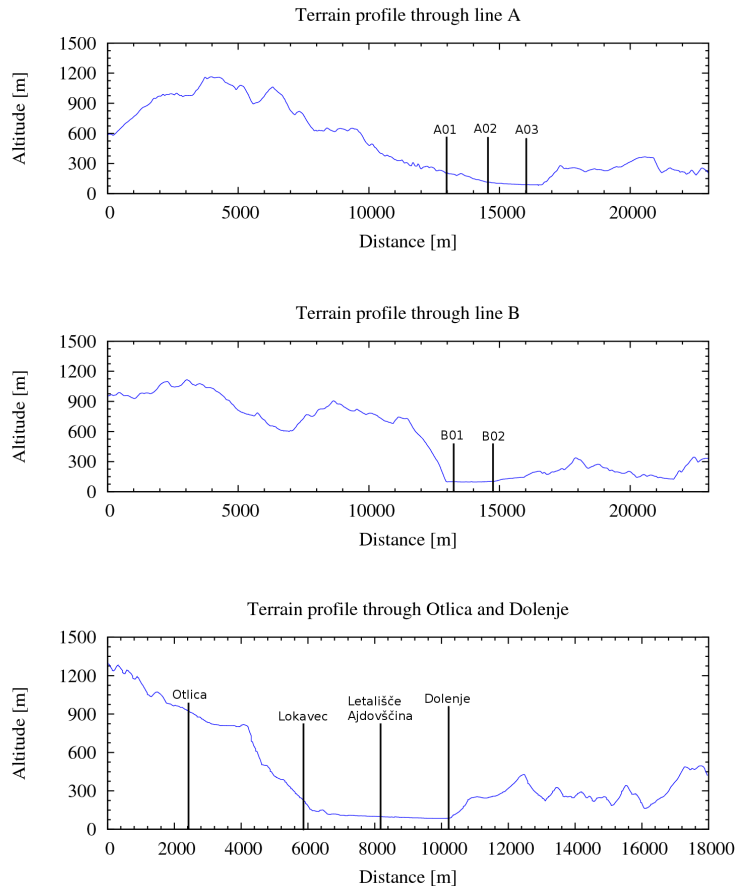 Terrain profile through line A
1500
1200
900
600
300
0
Altitude [m]
A01 A02 A03
0 5000 10000 15000 20000
Distance [m]
Terrain profile through line B
1500
1200
900
600
300
0
Altitude [m]
B01 B02
0 5000 10000 15000 20000
Distance [m]
Terrain profile through Otlica and Dolenje
1500
1200
900
600
300
0
Altitude [m]
Otlica
Lokavec
Letališče
Ajdovščina
Dolenje
0 2000 4000 6000 8000 10000 12000 14000 16000 18000
Distance [m]